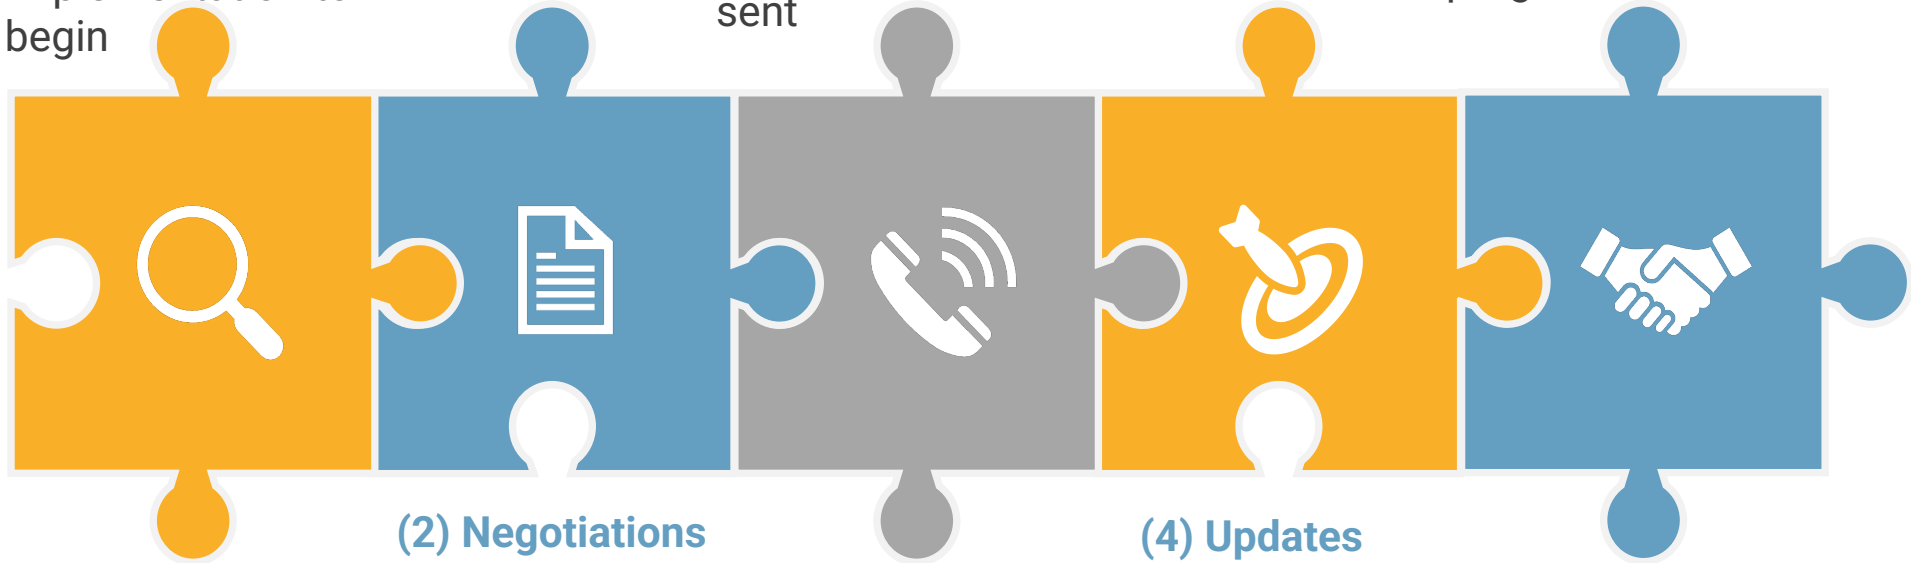 begin
sent
(2) Negotiations
(4) Updates